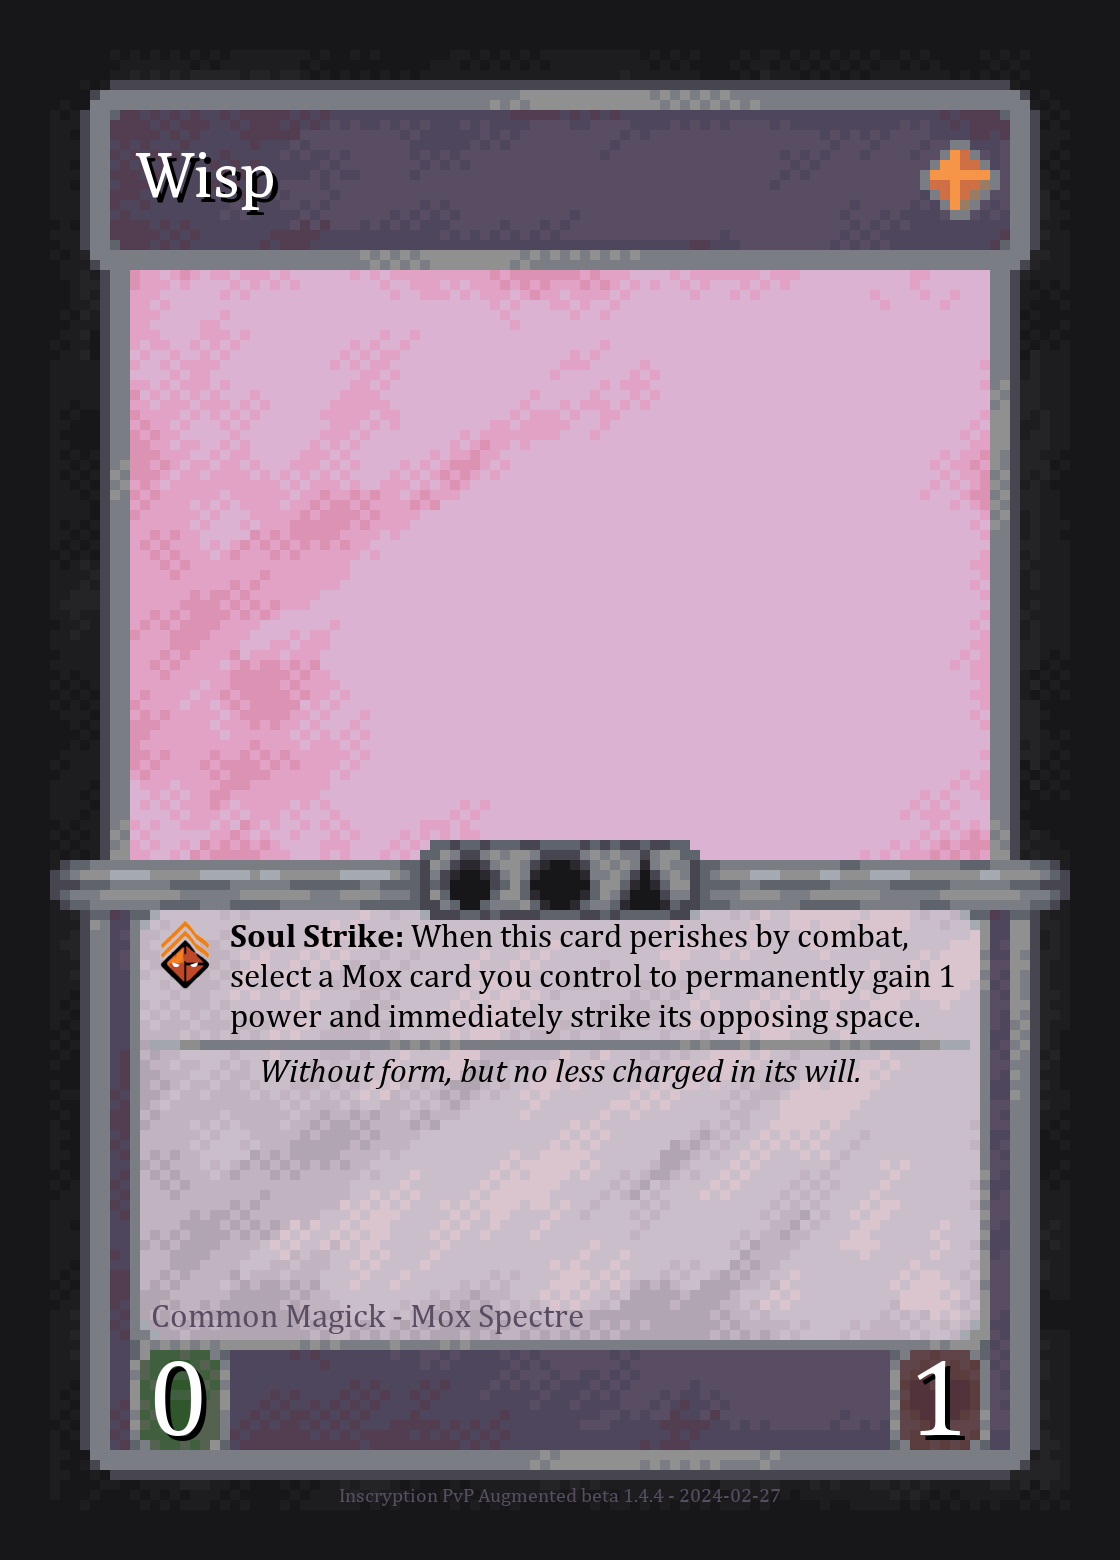 Wisp
Soul Strike: When this card perishes by combat,
select a Mox card you control to permanently gain 1
power and immediately strike its opposing space.
Without form, but no less charged in its will.
Common Magick - Mox Spectre
0
1
Inscryption PvP Augmented beta 1.4.4 - 2024-02-27